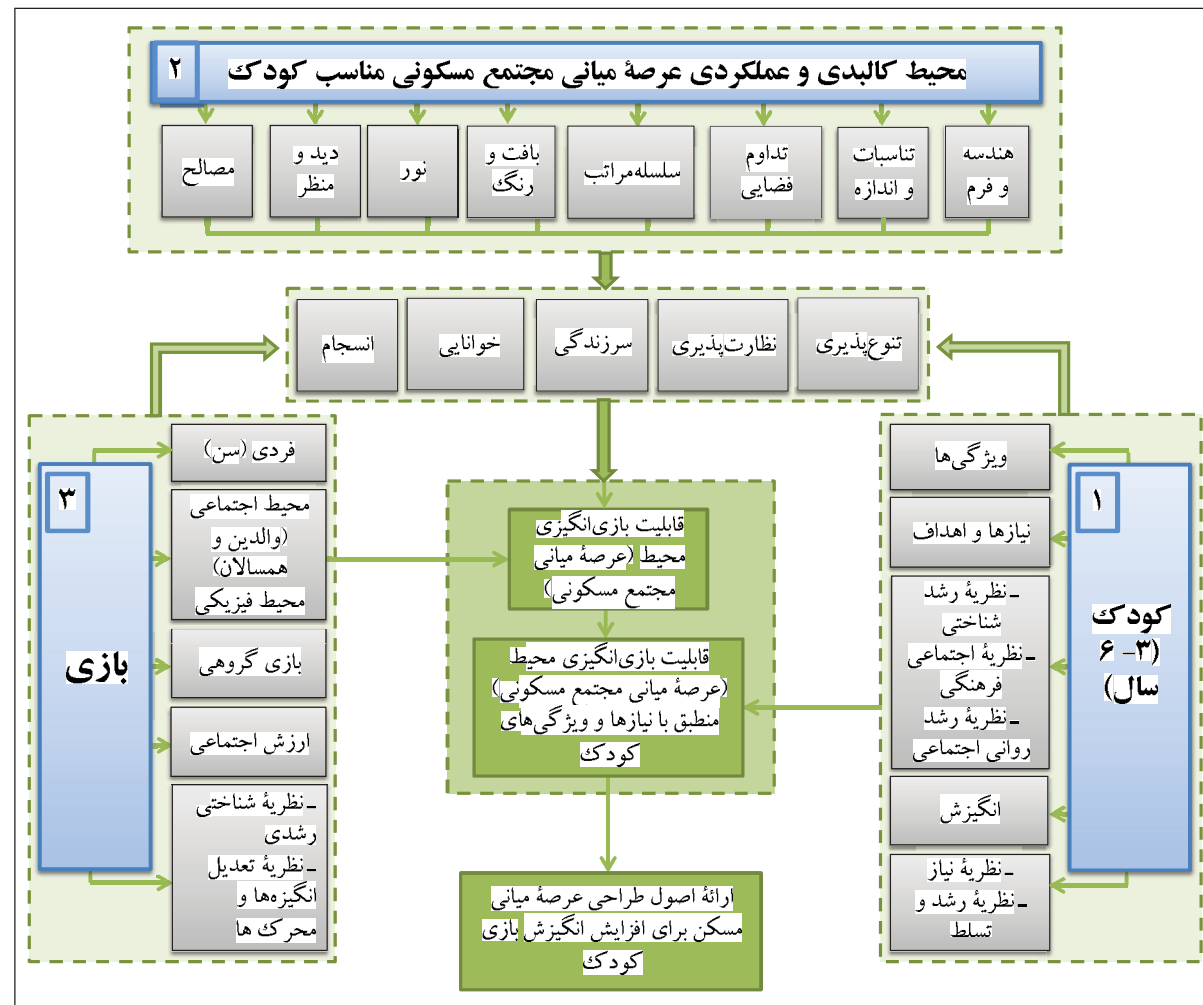 ۲
محیط کالبدی و عملکردی عرصهٔ میانی مجتمع مسکونی مناسب کودک
هندسه
و فرم
تناسبات
و اندازه
تداوم
فضایی
سلسله‌مراتب
بافت و
رنگ
نور
دید و
منظر
مصالح
تنوع‌پذیری
نظارت‌پذیری
سرزندگی
خوانایی
انسجام
۱
کودک
(۳- ۶
سال)
ویژگی‌ها
نیازها و اهداف
ـ نظریهٔ رشد
شناختی
ـ نظریهٔ اجتماعی
فرهنگی
ـ نظریهٔ رشد
روانی اجتماعی
انگیزش
ـ نظریهٔ نیاز
ـ نظریهٔ رشد و
تسلط
قابلیت بازی‌انگیزی
محیط (عرصهٔ میانی
مجتمع مسکونی)
قابلیت بازی‌انگیزی محیط
(عرصهٔ میانی مجتمع مسکونی)
منطبق با نیازها و ویژگی‌های
کودک
ارائهٔ اصول طراحی عرصهٔ میانی
مسکن برای افزایش انگیزش بازی
کودک
۳
بازی
فردی (سن)
محیط اجتماعی
(والدین و
همسالان)
محیط فیزیکی
بازی گروهی
ارزش اجتماعی
ـ نظریهٔ شناختی
رشدی
ـ نظریهٔ تعدیل
انگیزه‌ها و
محرک ها